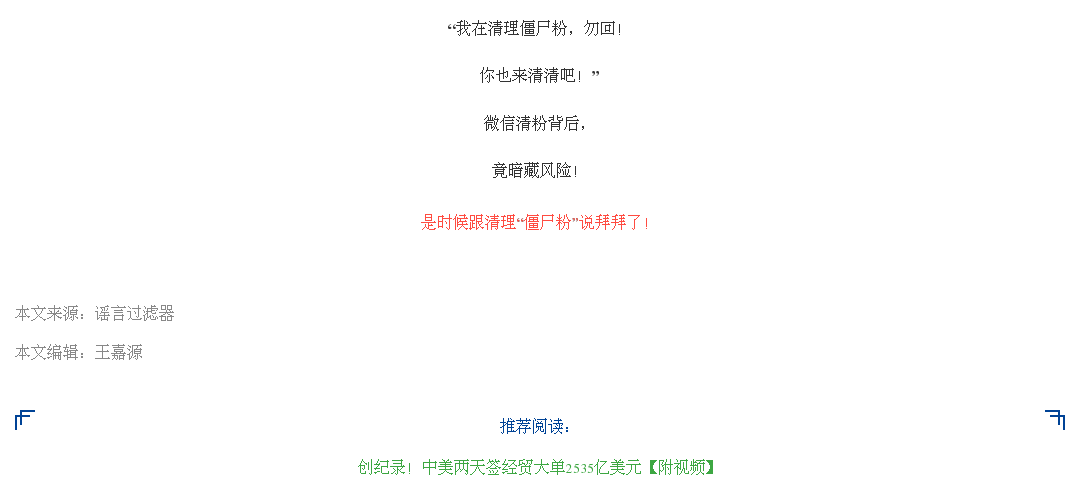 “我在清理僵尸粉，勿回！
你也来清清吧！”
微信清粉背后，
竟暗藏风险！
是时候跟清理“僵尸粉”说拜拜了！
本文来源：谣言过滤器
本文编辑：王嘉源
推荐阅读：
创纪录！中美两天签经贸大单2535亿美元【附视频】